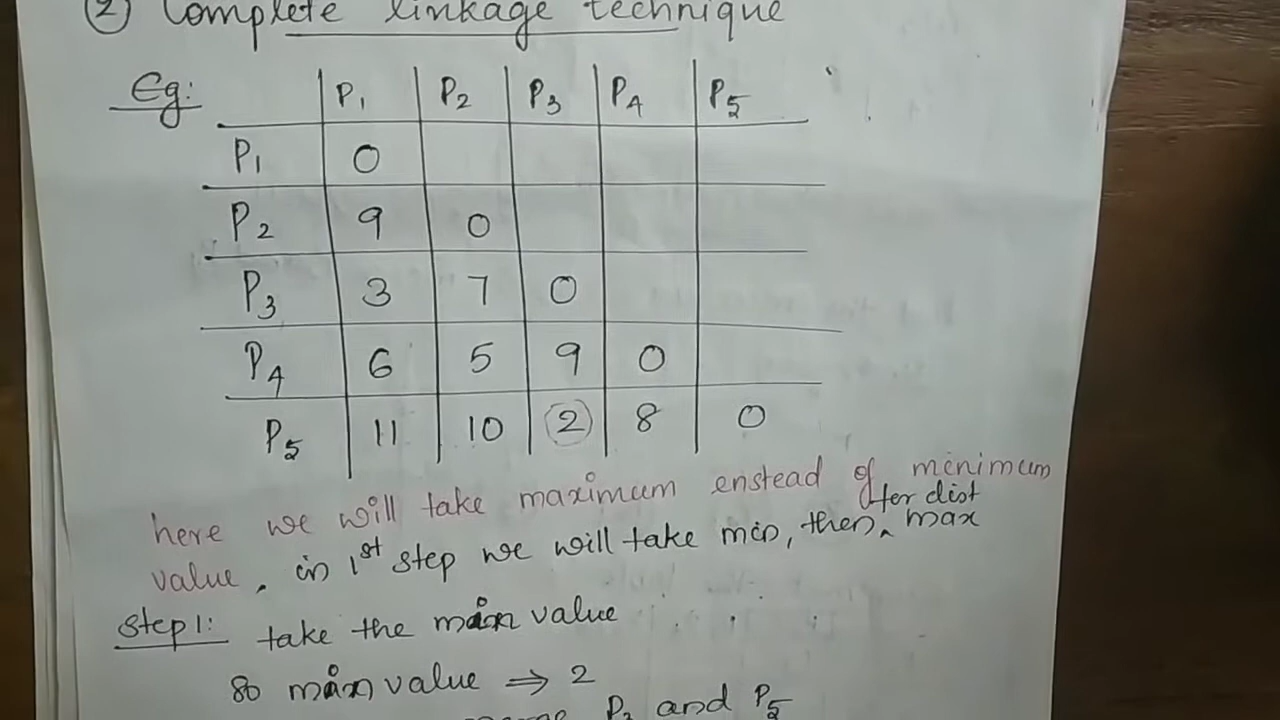 ② Complete linkage technique
Eg: P1 P2 P3 P4 P5
P1 0
P2 9 0
P3 3 7 0
P4 6 5 9 0
P5 11 10 2 8 0
here we will take maximum enstead of menimum
for dist
value. in 1st step we will take min, then ‸ max
Step1: take the min value
so min value ⇒ 2
P3 and P5